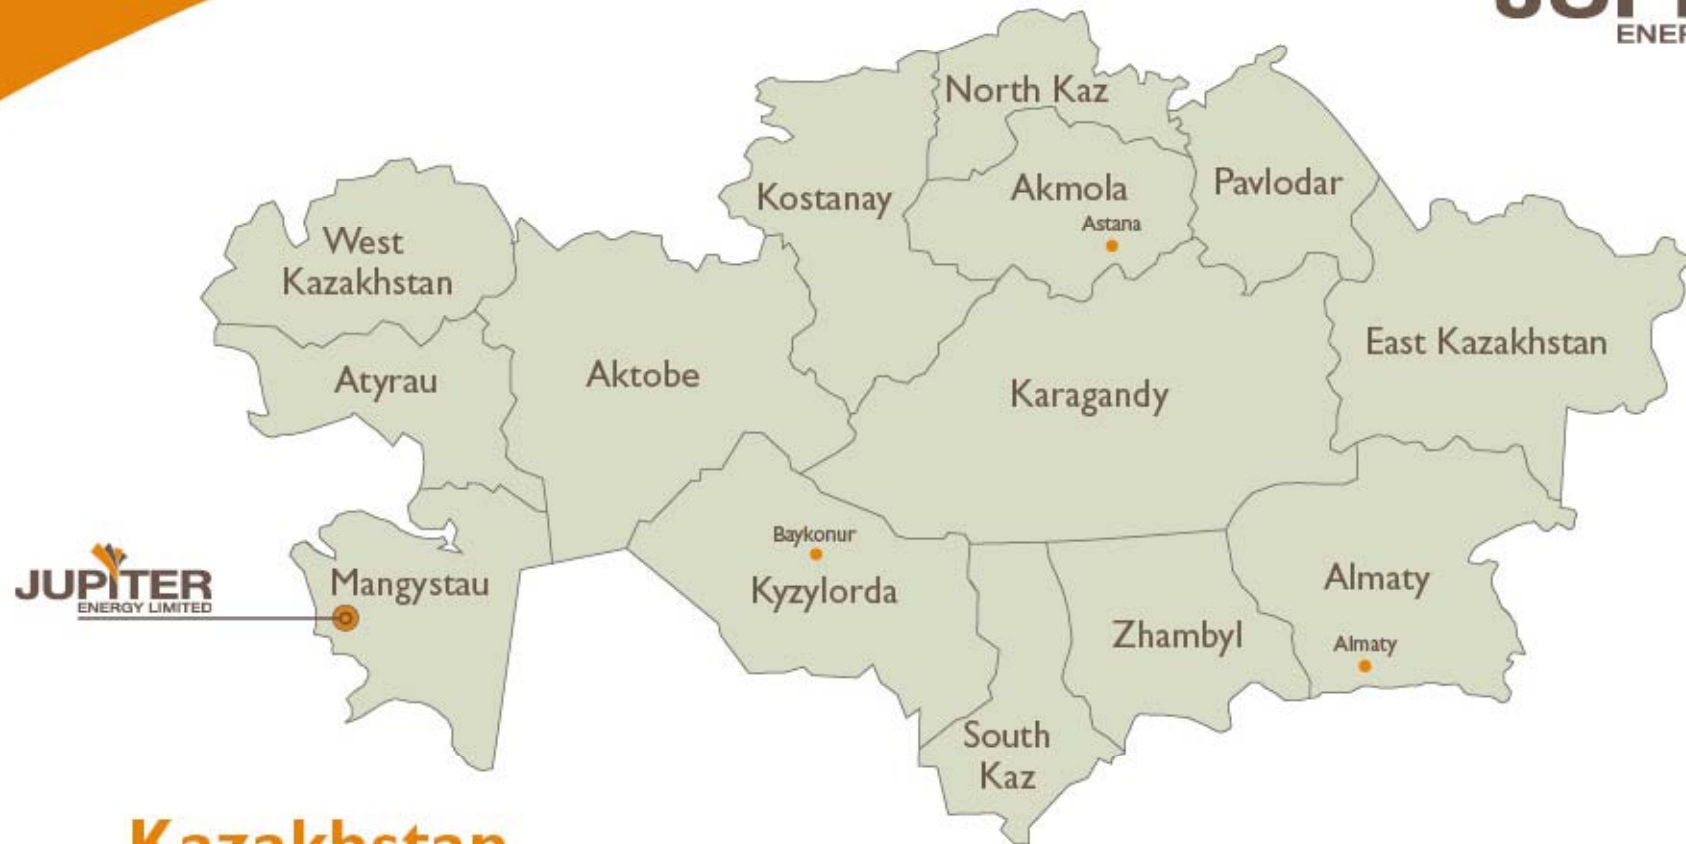 North Kaz
Kostanay
Akmola
Astana
Pavlodar
West
Kazakhstan
Atyrau
Aktobe
Karagandy
East Kazakhstan
JUPITER
ENERGY LIMITED
Mangystau
Baykonur
Kyzylorda
South
Kaz
Zhambyl
Almaty
Almaty
Kazakhstan